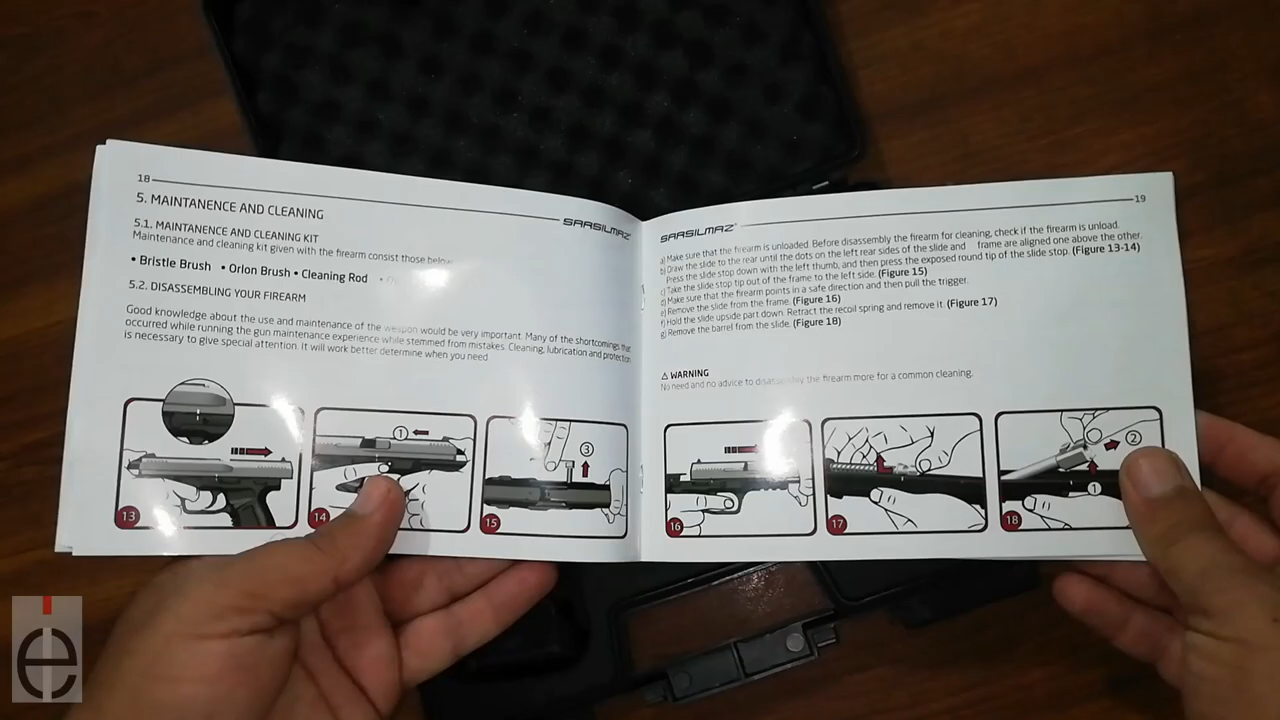 18
SARSILMAZ
5. MAINTANENCE AND CLEANING
5.1. MAINTANENCE AND CLEANING KIT
Maintenance and cleaning kit given with the firearm consist those below
• Bristle Brush • Orlon Brush • Cleaning Rod •
5.2. DISASSEMBLING YOUR FIREARM
Good knowledge about the use and maintenance of the weapon would be very important. Many of the shortcomings that
occurred while running the gun maintenance experience while stemmed from mistakes. Cleaning, lubrication and protection
is necessary to give special attention. It will work better determine when you need
13
1
14
3
15
SARSILMAZ®
19
a) Make sure that the firearm is unloaded. Before disassembly the firearm for cleaning, check if the firearm is unload.
b) Draw the slide to the rear until the dots on the left rear sides of the slide and frame are aligned one above the other.
Press the slide stop down with the left thumb, and then press the exposed round tip of the slide stop. (Figure 13-14)
c) Take the slide stop tip out of the frame to the left side. (Figure 15)
d) Make sure that the firearm points in a safe direction and then pull the trigger.
e) Remove the slide from the frame. (Figure 16)
f) Hold the slide upside part down. Retract the recoil spring and remove it. (Figure 17)
g) Remove the barrel from the slide. (Figure 18)
⚠ WARNING
No need and no advice to disassembly the firearm more for a common cleaning.
16
17
2
1
18
e